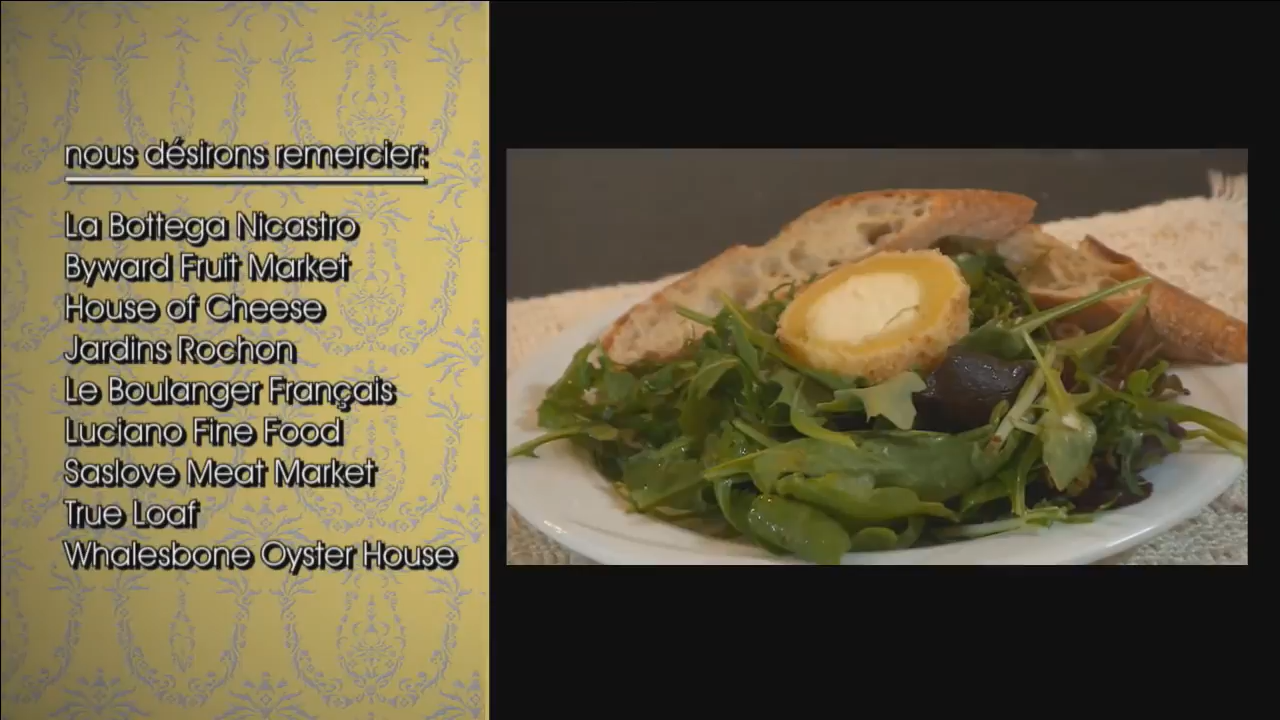 nous désirons remercier:
La Bottega Nicastro
Byward Fruit Market
House of Cheese
Jardins Rochon
Le Boulanger Français
Luciano Fine Food
Saslove Meat Market
True Loaf
Whalesbone Oyster House